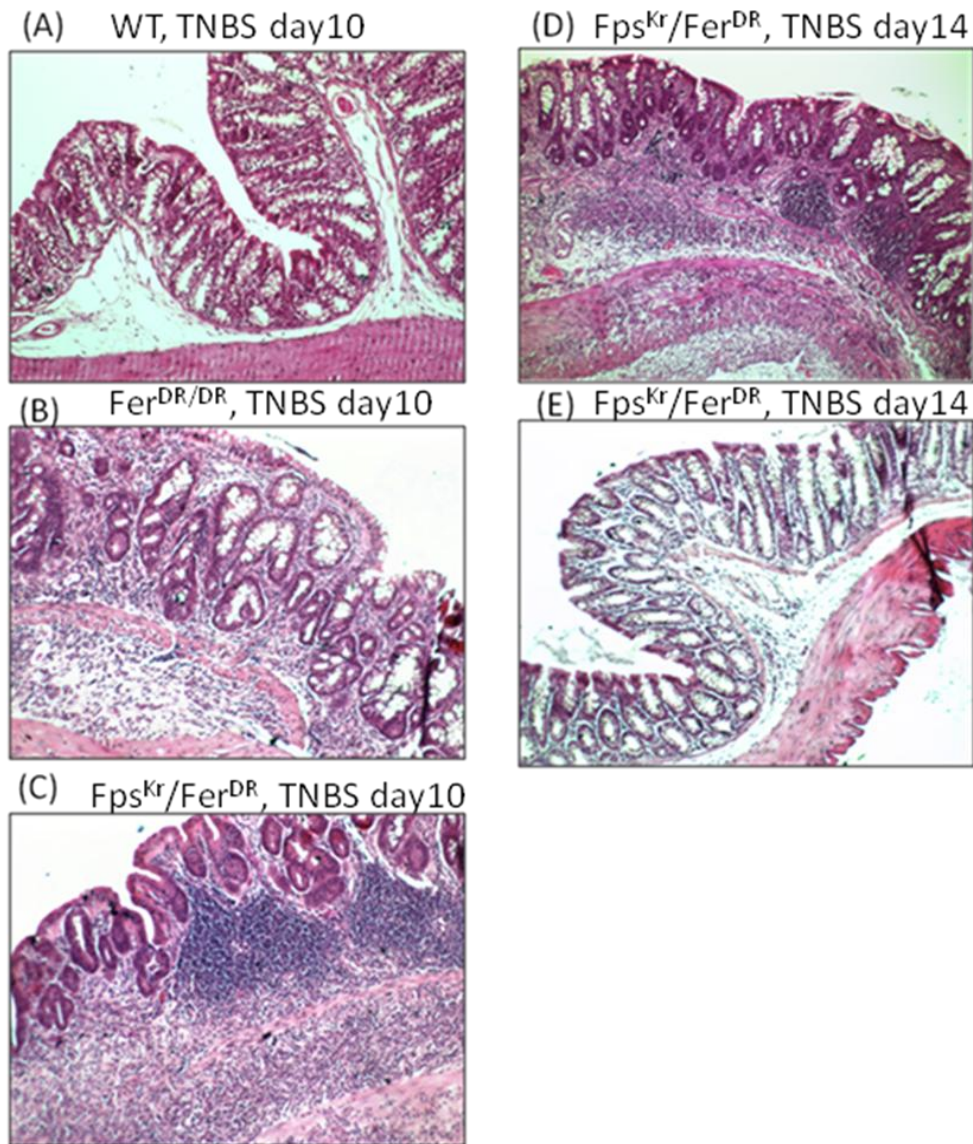 (A) WT, TNBS day10
(B) Fer^DR/DR, TNBS day10
(C) Fps^Kr/Fer^DR, TNBS day10
(D) Fps^Kr/Fer^DR, TNBS day14
(E) Fps^Kr/Fer^DR, TNBS day14